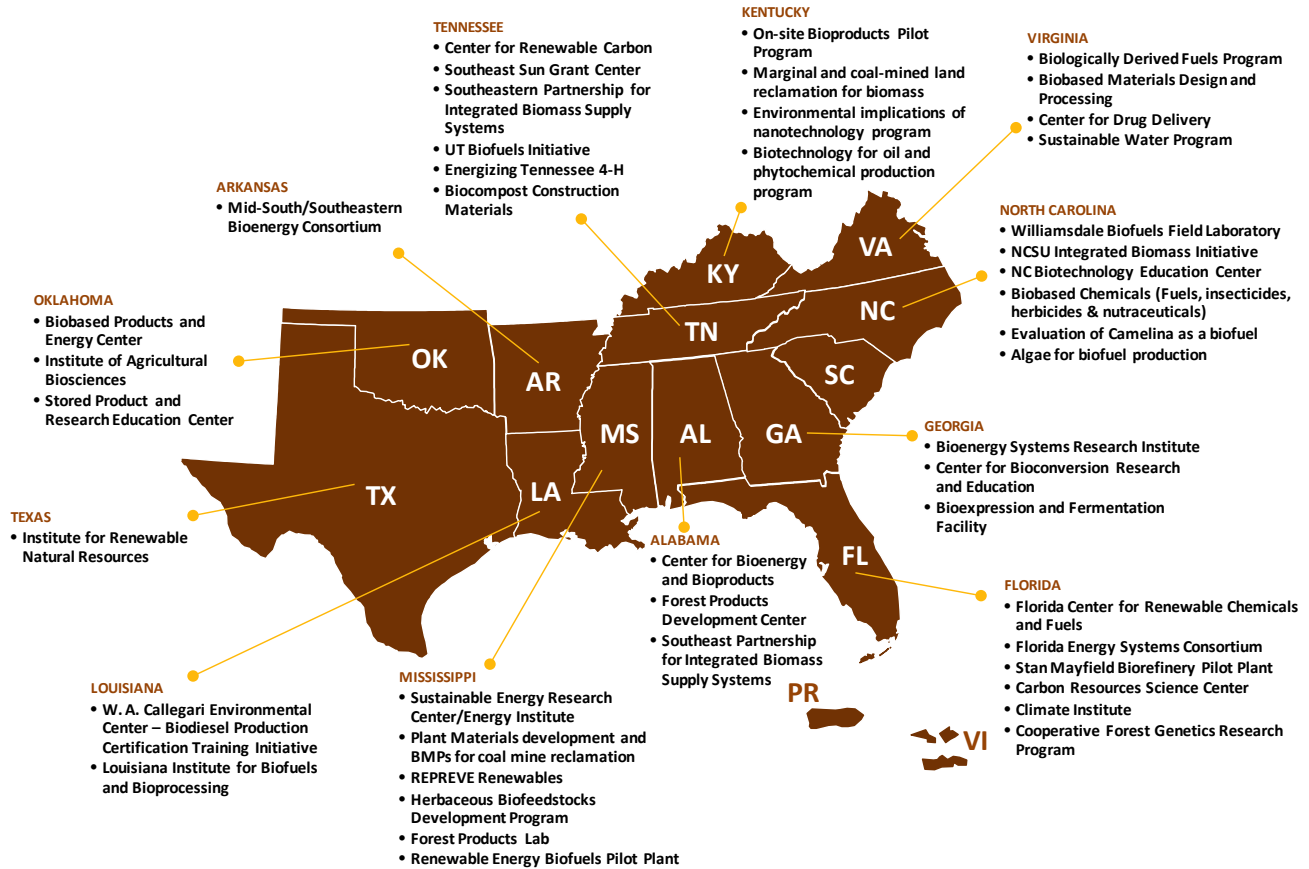 TENNESSEE
• Center for Renewable Carbon
• Southeast Sun Grant Center
• Southeastern Partnership for
Integrated Biomass Supply
Systems
• UT Biofuels Initiative
• Energizing Tennessee 4-H
• Biocompost Construction
Materials
KENTUCKY
• On-site Bioproducts Pilot
Program
• Marginal and coal-mined land
reclamation for biomass
• Environmental implications of
nanotechnology program
• Biotechnology for oil and
phytochemical production
program
VIRGINIA
• Biologically Derived Fuels Program
• Biobased Materials Design and
Processing
• Center for Drug Delivery
• Sustainable Water Program
ARKANSAS
• Mid-South/Southeastern
Bioenergy Consortium
NORTH CAROLINA
• Williamsdale Biofuels Field Laboratory
• NCSU Integrated Biomass Initiative
• NC Biotechnology Education Center
• Biobased Chemicals (Fuels, insecticides,
herbicides & nutraceuticals)
• Evaluation of Camelina as a biofuel
• Algae for biofuel production
OKLAHOMA
• Biobased Products and
Energy Center
• Institute of Agricultural
Biosciences
• Stored Product and
Research Education Center
VA
KY
NC
TN
OK
AR
SC
MS
AL
GA
TX
LA
FL
GEORGIA
• Bioenergy Systems Research Institute
• Center for Bioconversion Research
and Education
• Bioexpression and Fermentation
Facility
TEXAS
• Institute for Renewable
Natural Resources
ALABAMA
• Center for Bioenergy
and Bioproducts
• Forest Products
Development Center
• Southeast Partnership
for Integrated Biomass
Supply Systems
FLORIDA
• Florida Center for Renewable Chemicals
and Fuels
• Florida Energy Systems Consortium
• Stan Mayfield Biorefinery Pilot Plant
• Carbon Resources Science Center
• Climate Institute
• Cooperative Forest Genetics Research
Program
LOUISIANA
• W. A. Callegari Environmental
Center – Biodiesel Production
Certification Training Initiative
• Louisiana Institute for Biofuels
and Bioprocessing
MISSISSIPPI
• Sustainable Energy Research
Center/Energy Institute
• Plant Materials development and
BMPs for coal mine reclamation
• REPREVE Renewables
• Herbaceous Biofeedstocks
Development Program
• Forest Products Lab
• Renewable Energy Biofuels Pilot Plant
PR
VI